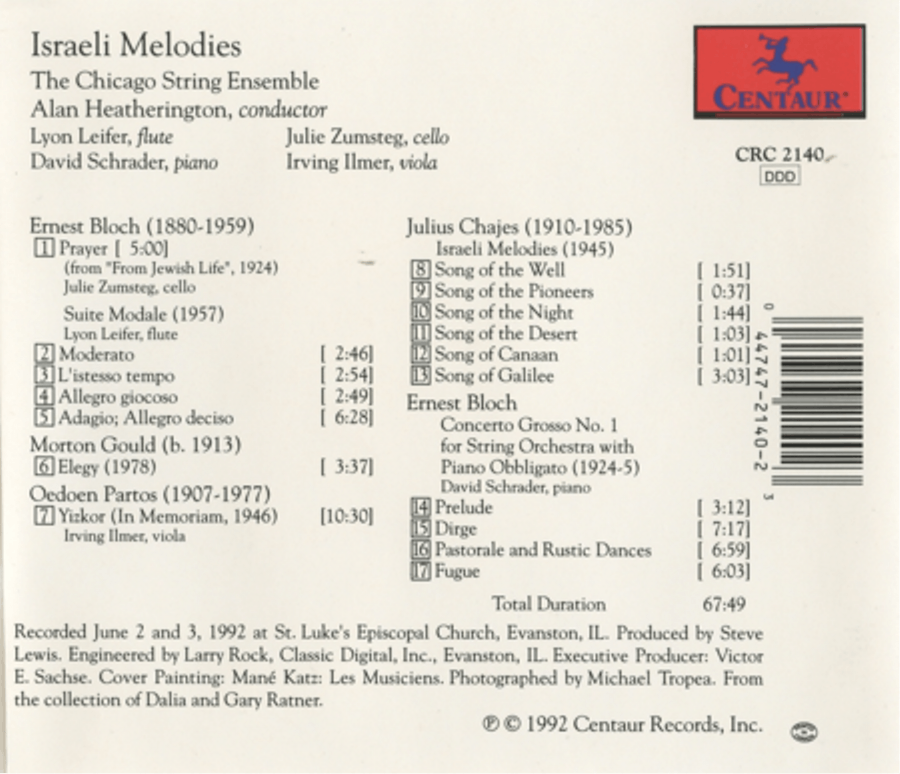 Israeli Melodies
The Chicago String Ensemble
Alan Heatherington, conductor
Lyon Leifer, flute
Julie Zumsteg, cello
David Schrader, piano
Irving Ilmer, viola
CENTAUR
CRC 2140
DDD
Ernest Bloch (1880-1959)
1 Prayer [ 5:00]
(from "From Jewish Life", 1924)
Julie Zumsteg, cello
Suite Modale (1957)
Lyon Leifer, flute
2 Moderato [ 2:46]
3 L'istesso tempo [ 2:54]
4 Allegro giocoso [ 2:49]
5 Adagio; Allegro deciso [ 6:28]
Morton Gould (b. 1913)
6 Elegy (1978) [ 3:37]
Oedoen Partos (1907-1977)
7 Yizkor (In Memoriam, 1946) [10:30]
Irving Ilmer, viola
Julius Chajes (1910-1985)
Israeli Melodies (1945)
8 Song of the Well [ 1:51]
9 Song of the Pioneers [ 0:37]
10 Song of the Night [ 1:44]
11 Song of the Desert [ 1:03]
12 Song of Canaan [ 1:01]
13 Song of Galilee [ 3:03]
Ernest Bloch
Concerto Grosso No. 1
for String Orchestra with
Piano Obbligato (1924-5)
David Schrader, piano
14 Prelude [ 3:12]
15 Dirge [ 7:17]
16 Pastorale and Rustic Dances [ 6:59]
17 Fugue [ 6:03]
Total Duration 67:49
0 44747-2140-2 3
Recorded June 2 and 3, 1992 at St. Luke's Episcopal Church, Evanston, IL. Produced by Steve
Lewis. Engineered by Larry Rock, Classic Digital, Inc., Evanston, IL. Executive Producer: Victor
E. Sachse. Cover Painting: Mané Katz: Les Musiciens. Photographed by Michael Tropea. From
the collection of Dalia and Gary Ratner.
℗ © 1992 Centaur Records, Inc.